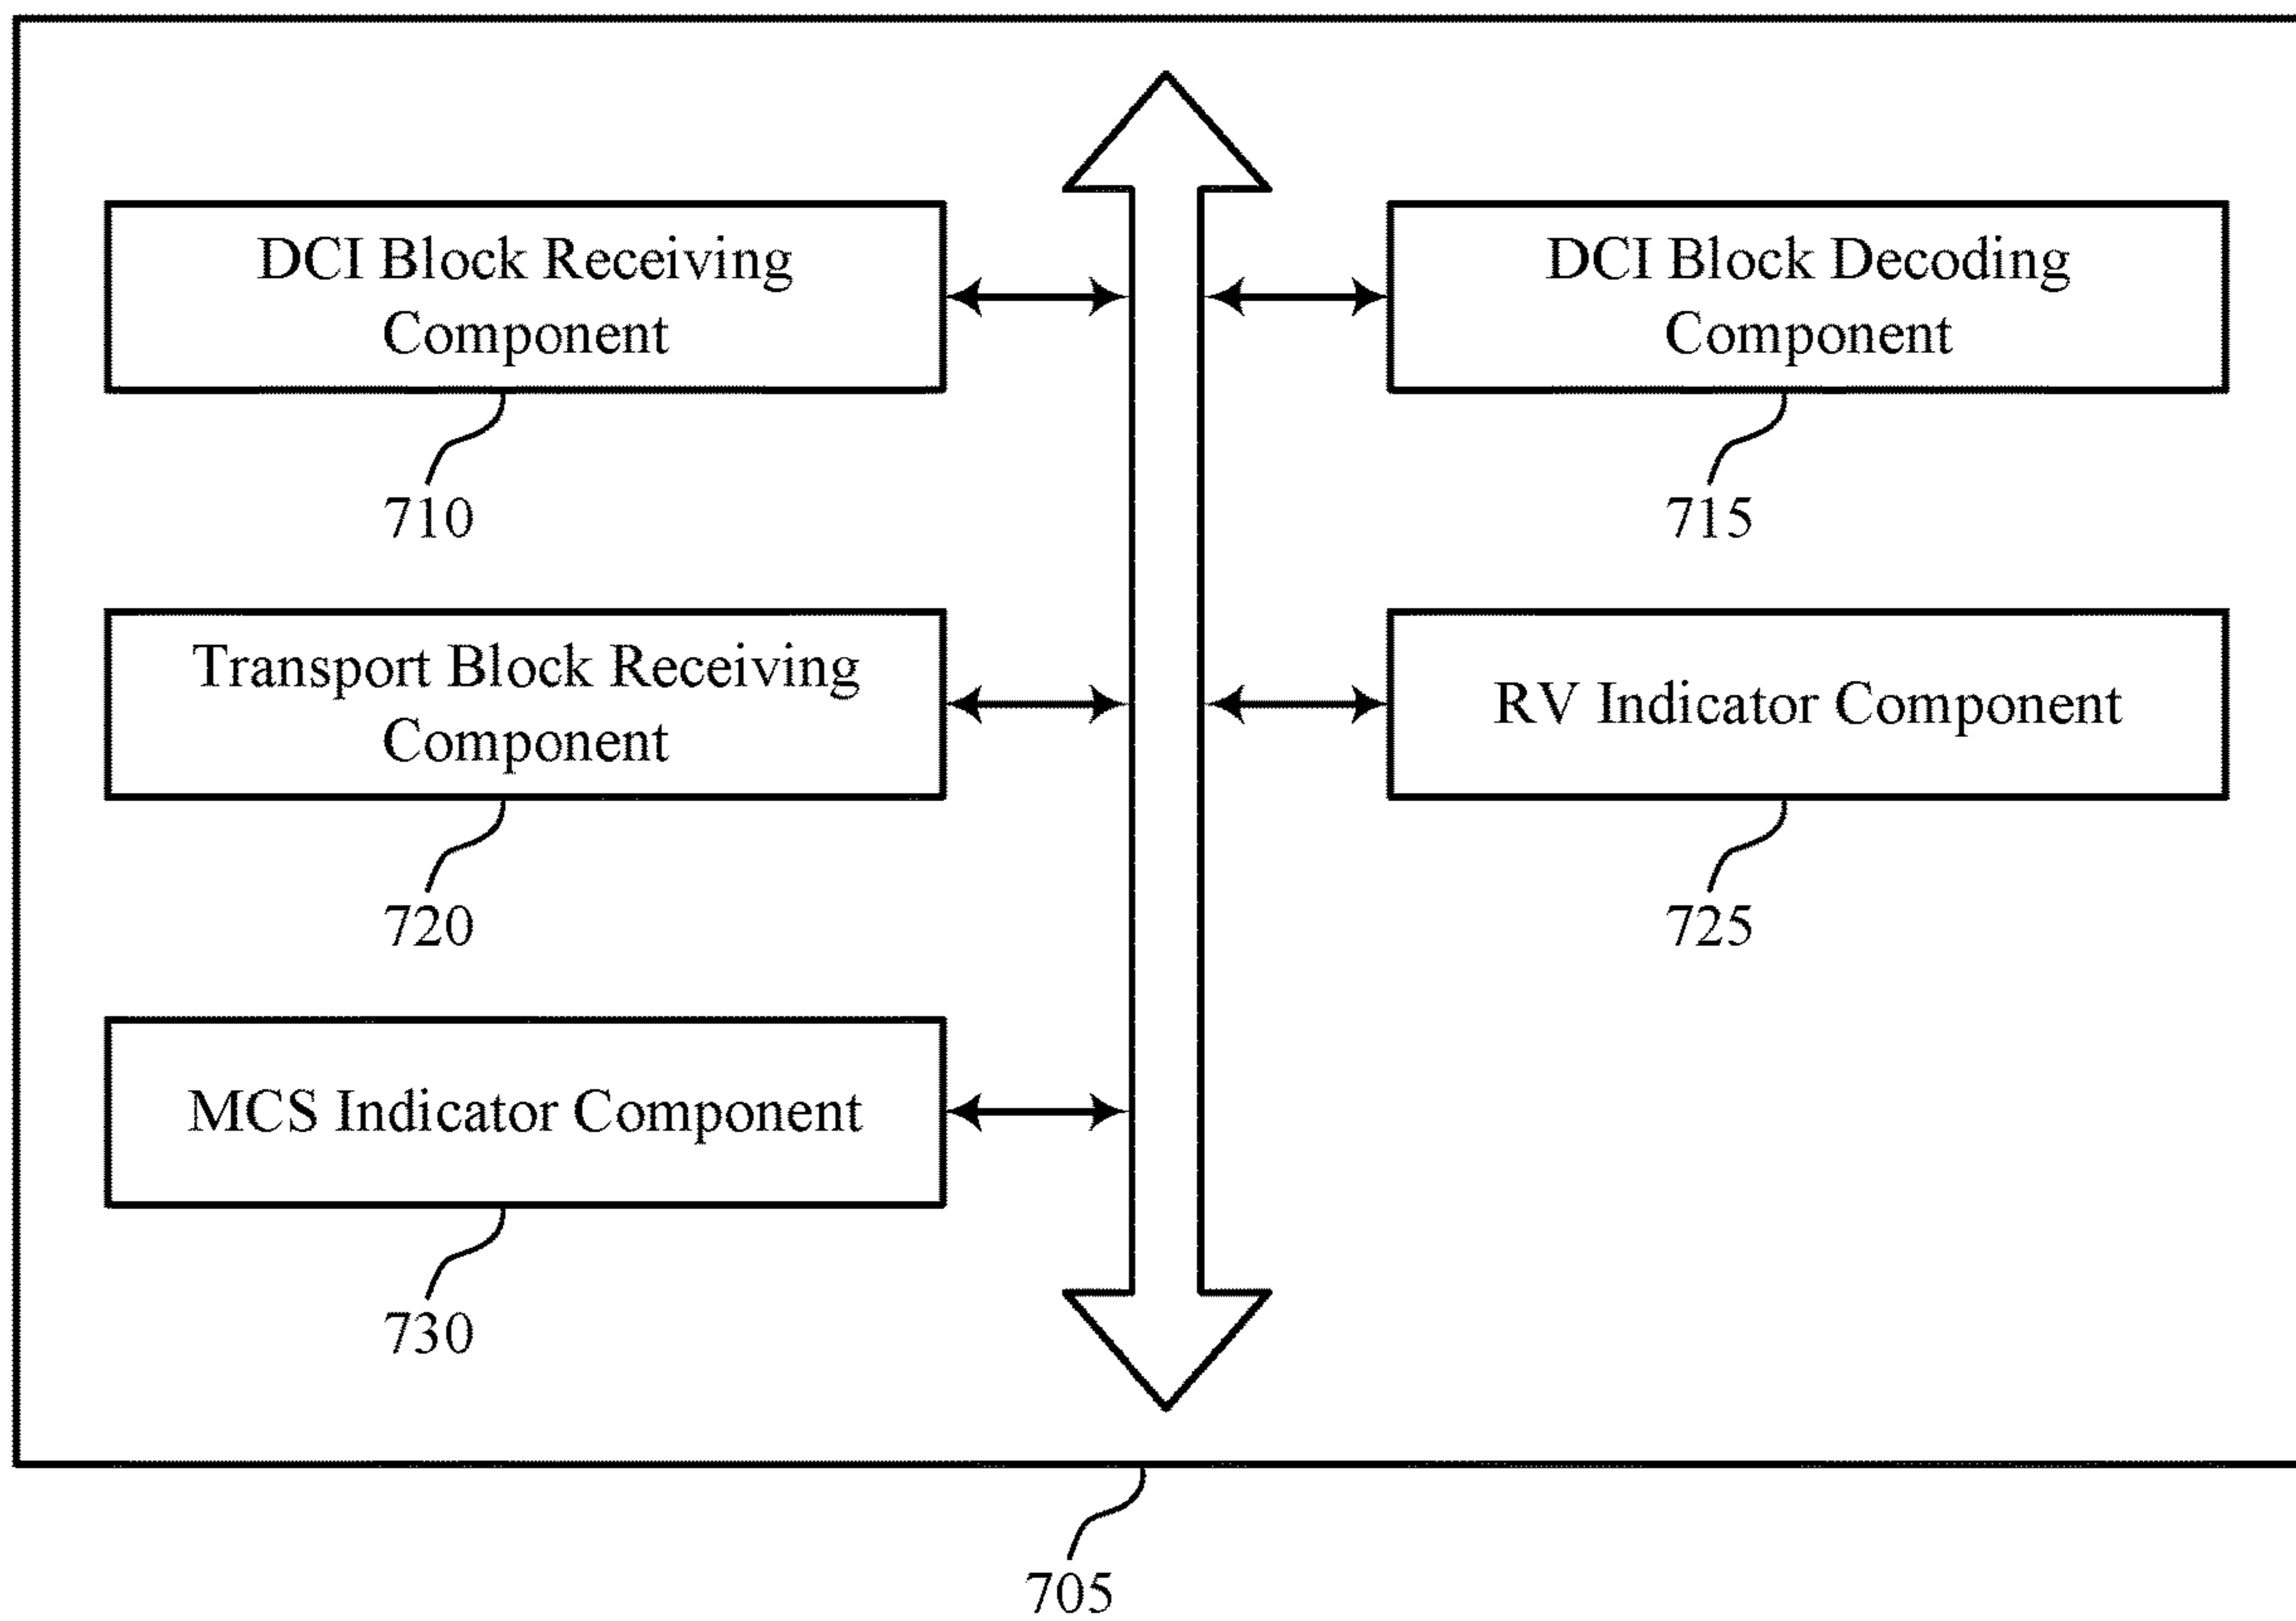 DCI Block Receiving
Component
710
DCI Block Decoding
Component
715
Transport Block Receiving
Component
720
RV Indicator Component
725
MCS Indicator Component
730
705